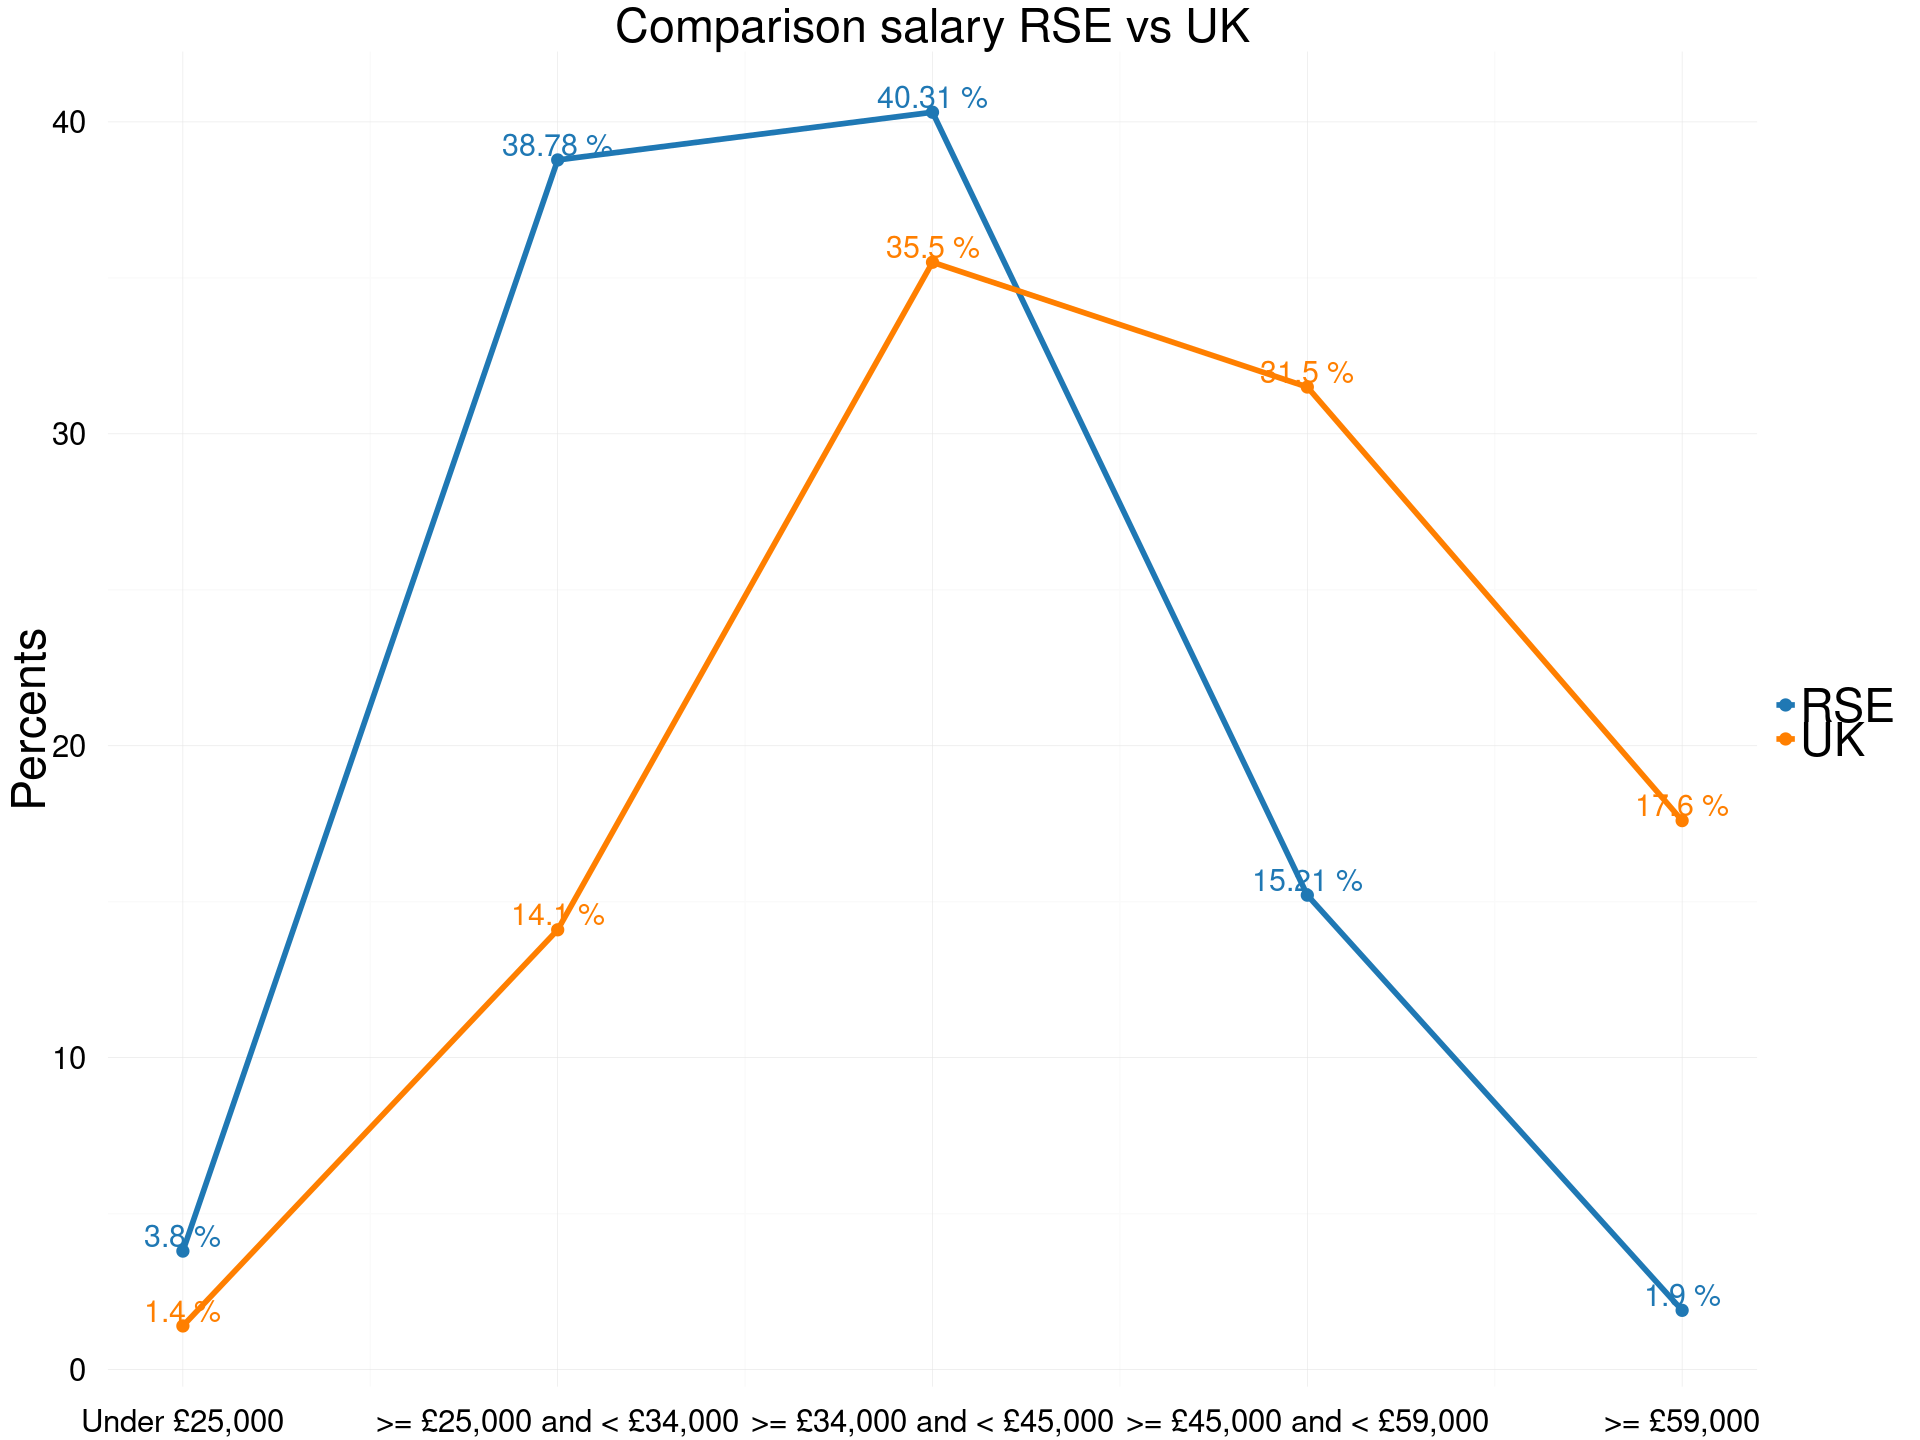 Comparison salary RSE vs UK
Percents
40
30
20
10
0
40.31 %
38.78 %
35.5 %
31.5 %
17.6 %
15.21 %
14.1 %
3.8 %
1.4 %
1.9 %
RSE
UK
Under £25,000
>= £25,000 and < £34,000
>= £34,000 and < £45,000
>= £45,000 and < £59,000
>= £59,000